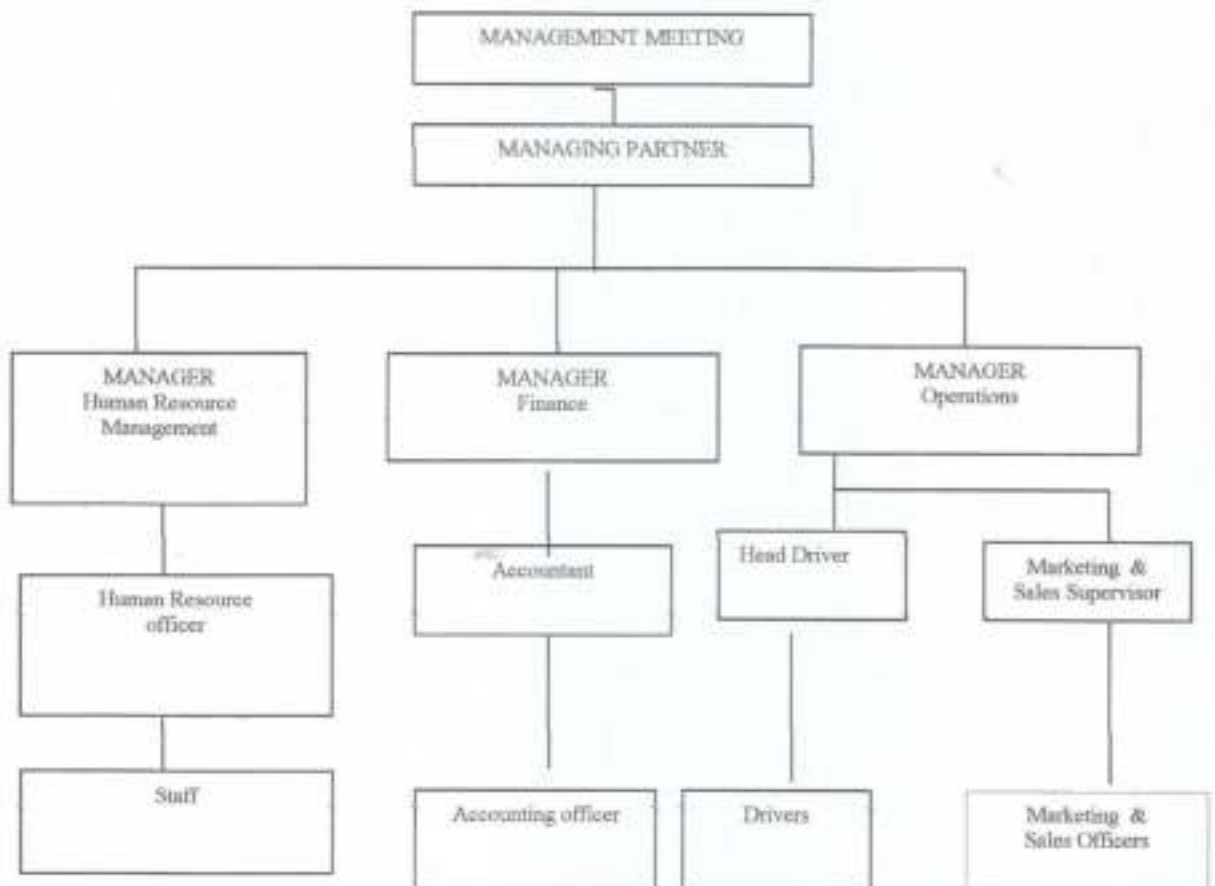 MANAGEMENT MEETING
MANAGING PARTNER
MANAGER
Human Resource
Management
MANAGER
Finance
MANAGER
Operations
Human Resource
officer
Accountant
Head Driver
Marketing &
Sales Supervisor
Staff
Accounting officer
Drivers
Marketing &
Sales Officers